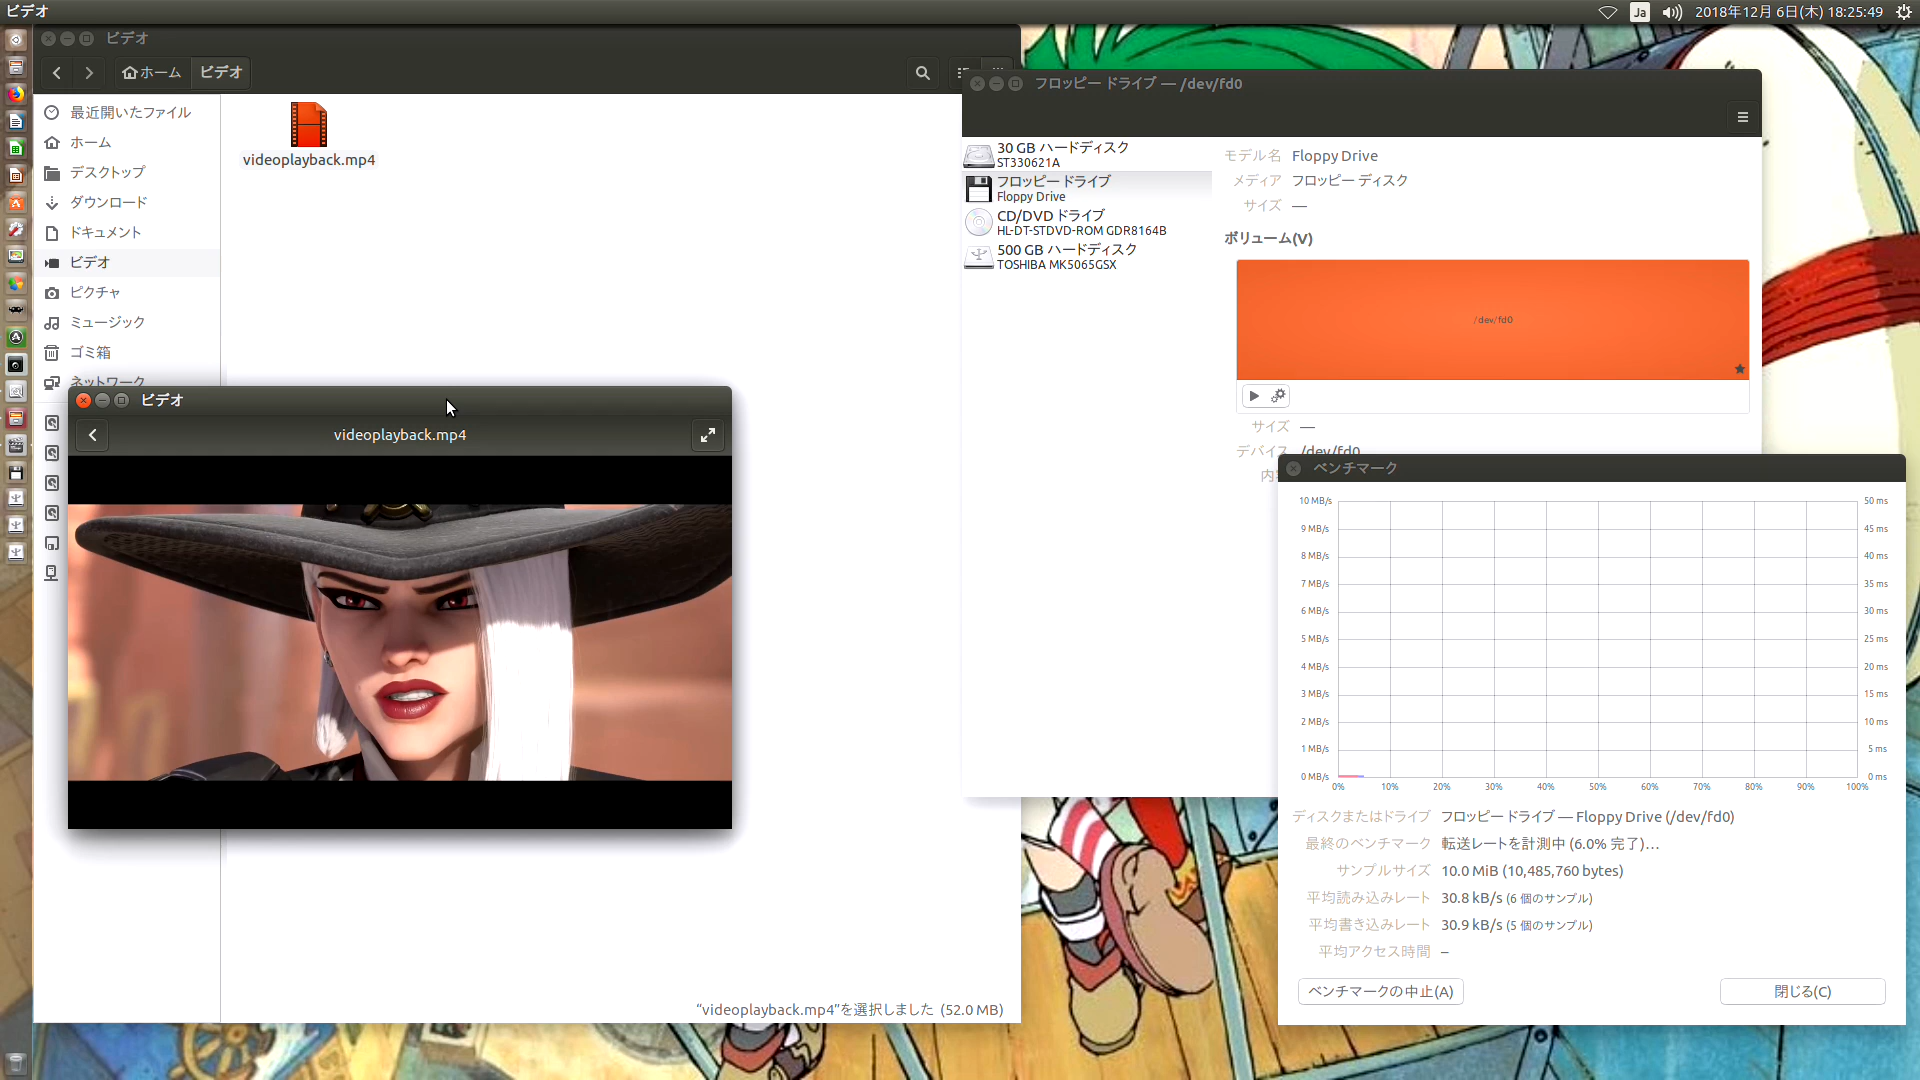 ビデオ
Ja
2018年12月 6日(木) 18:25:49
ビデオ
ホーム
ビデオ
最近開いたファイル
ホーム
デスクトップ
ダウンロード
ドキュメント
ビデオ
ピクチャ
ミュージック
ゴミ箱
ネットワーク
videoplayback.mp4
“videoplayback.mp4”を選択しました (52.0 MB)
ビデオ
videoplayback.mp4
フロッピー ドライブ — /dev/fd0
30 GB ハードディスク
ST330621A
フロッピー ドライブ
Floppy Drive
CD/DVD ドライブ
HL-DT-STDVD-ROM GDR8164B
500 GB ハードディスク
TOSHIBA MK5065GSX
モデル名 Floppy Drive
メディア フロッピー ディスク
サイズ —
ボリューム(V)
/dev/fd0
サイズ —
デバイス /dev/fd0
内
ベンチマーク
10 MB/s 50 ms
9 MB/s 45 ms
8 MB/s 40 ms
7 MB/s 35 ms
6 MB/s 30 ms
5 MB/s 25 ms
4 MB/s 20 ms
3 MB/s 15 ms
2 MB/s 10 ms
1 MB/s 5 ms
0 MB/s 0 ms
0% 10% 20% 30% 40% 50% 60% 70% 80% 90% 100%
ディスクまたはドライブ フロッピー ドライブ — Floppy Drive (/dev/fd0)
最終のベンチマーク 転送レートを計測中 (6.0% 完了)…
サンプルサイズ 10.0 MiB (10,485,760 bytes)
平均読み込みレート 30.8 kB/s (6 個のサンプル)
平均書き込みレート 30.9 kB/s (5 個のサンプル)
平均アクセス時間 –
ベンチマークの中止(A)
閉じる(C)